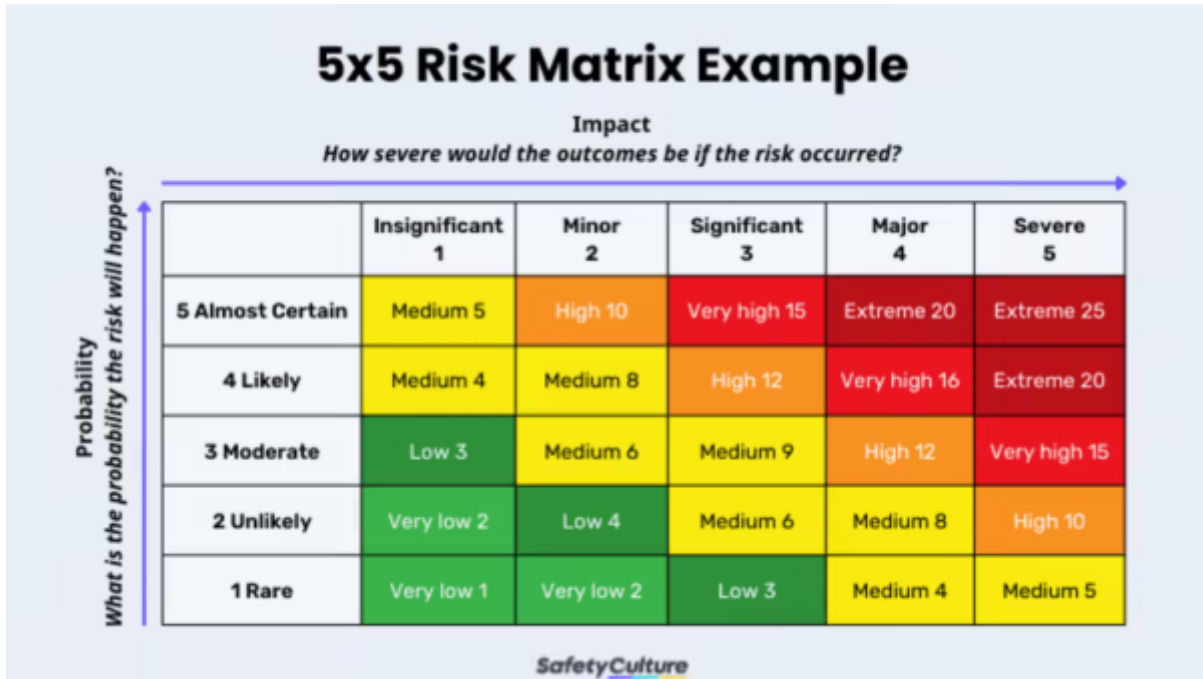 5x5 Risk Matrix Example
Impact
How severe would the outcomes be if the risk occurred?
Probability
What is the probability the risk will happen?
Insignificant Minor Significant Major Severe
1 2 3 4 5
5 Almost Certain Medium 5 High 10 Very high 15 Extreme 20 Extreme 25
4 Likely Medium 4 Medium 8 High 12 Very high 16 Extreme 20
3 Moderate Low 3 Medium 6 Medium 9 High 12 Very high 15
2 Unlikely Very low 2 Low 4 Medium 6 Medium 8 High 10
1 Rare Very low 1 Very low 2 Low 3 Medium 4 Medium 5
SafetyCulture